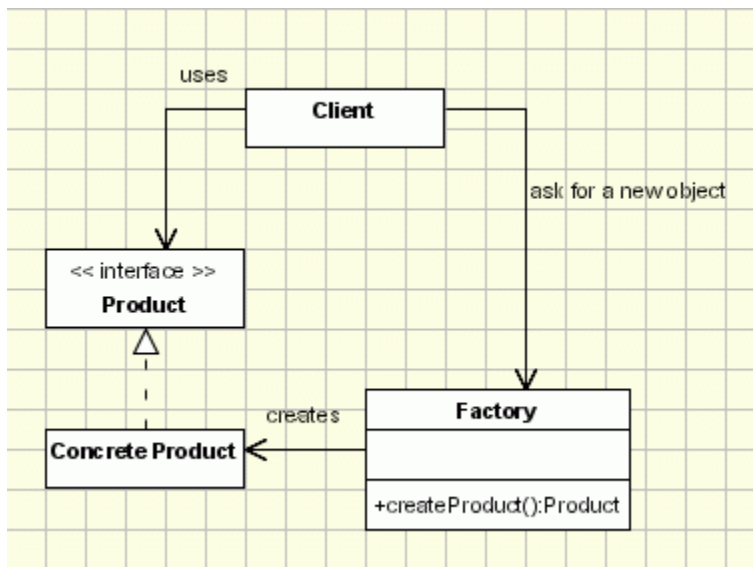 uses
Client
ask for a new object
<< interface >>
Product
creates
Factory
Concrete Product
+createProduct():Product